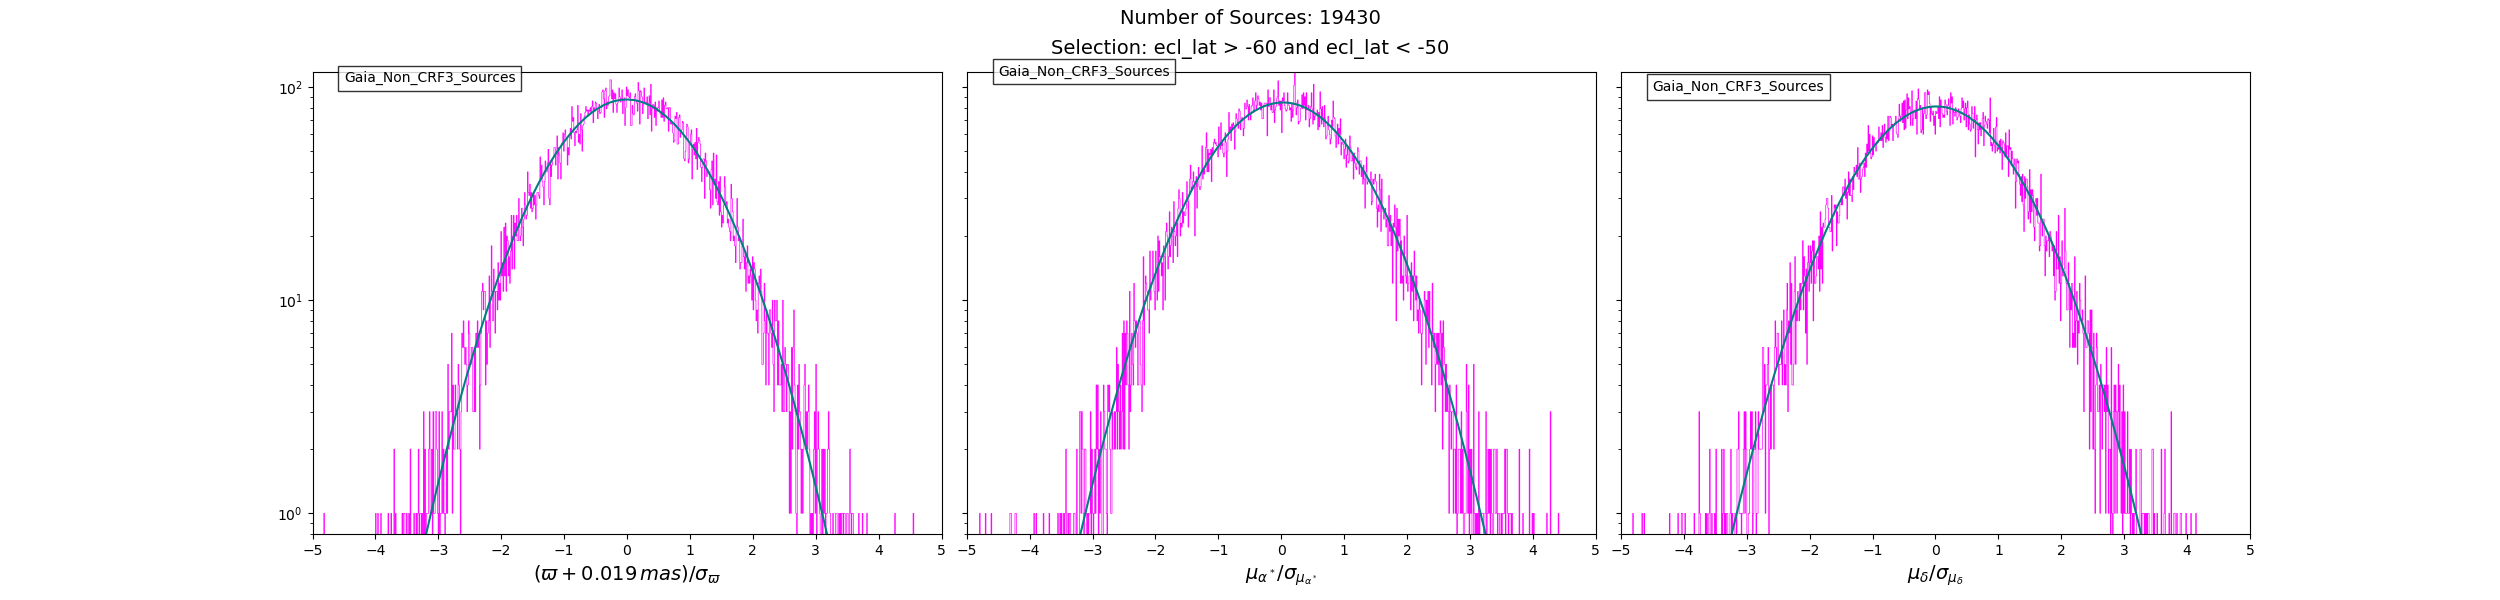 Number of Sources: 19430
Selection: ecl_lat > -60 and ecl_lat < -50
Gaia_Non_CRF3_Sources
Gaia_Non_CRF3_Sources
Gaia_Non_CRF3_Sources
10²
10¹
10⁰
−5 −4 −3 −2 −1 0 1 2 3 4 5
−5 −4 −3 −2 −1 0 1 2 3 4 5
−5 −4 −3 −2 −1 0 1 2 3 4 5
(ϖ + 0.019 mas)/σ_ϖ
μ_α*/σ_μ_α*
μ_δ/σ_μ_δ